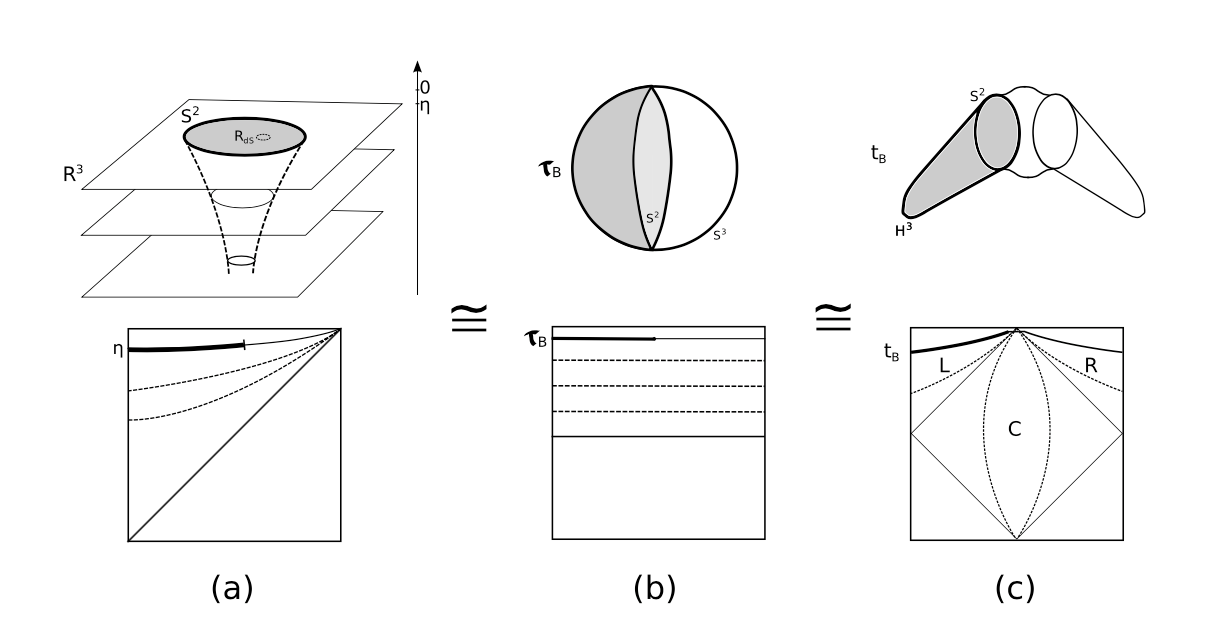 0
η
S²
R_dS
R³
η
(a)
≅
τ_B
S²
S³
τ_B
(b)
≅
t_B
S²
H³
t_B
L
R
C
(c)